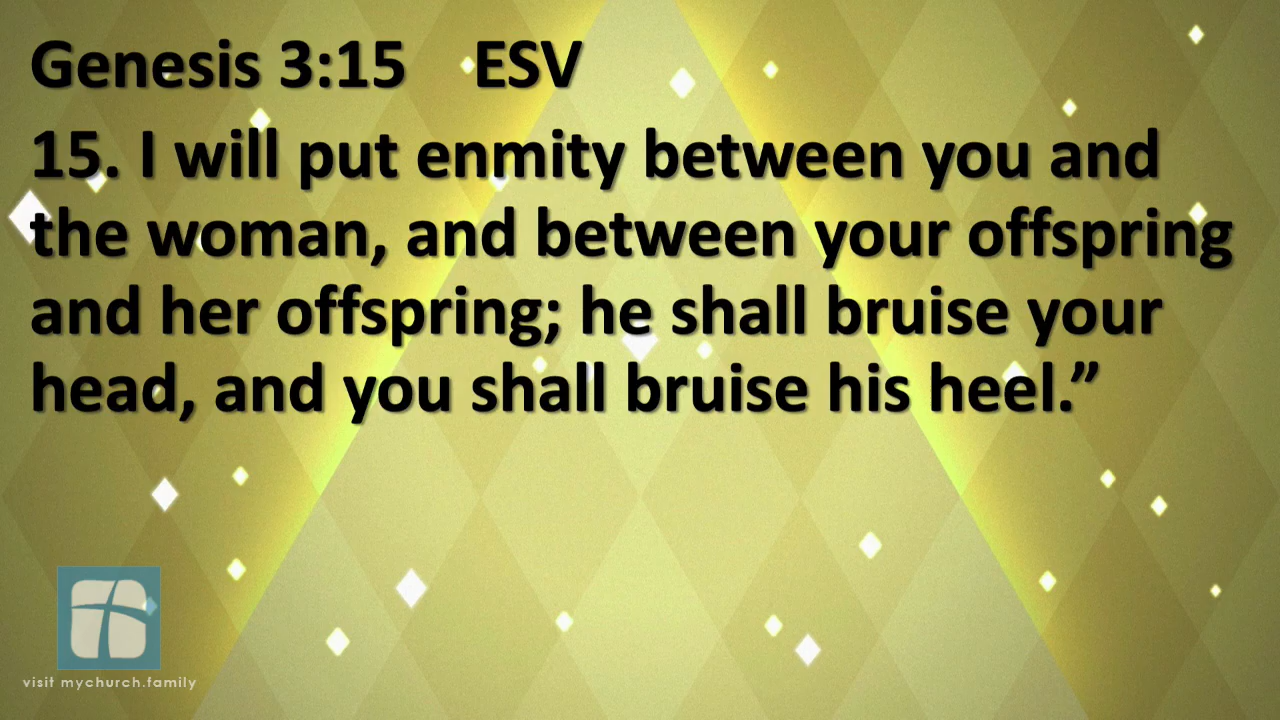 Genesis 3:15 ESV
15. I will put enmity between you and
the woman, and between your offspring
and her offspring; he shall bruise your
head, and you shall bruise his heel.”
visit mychurch.family